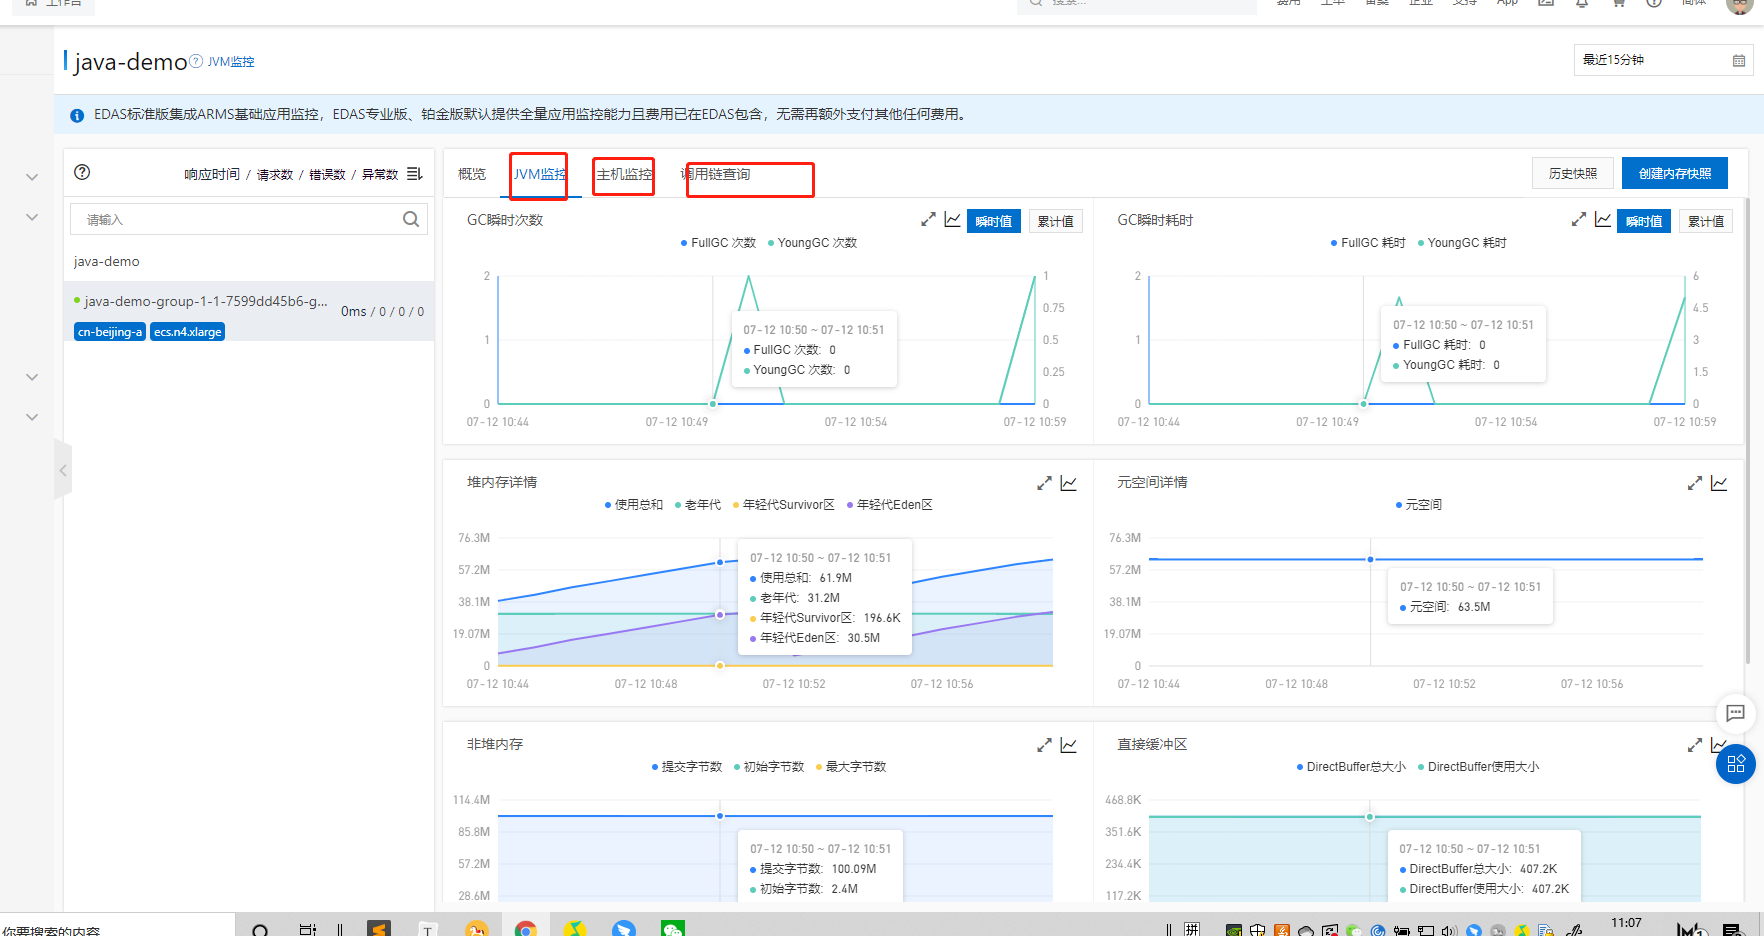 工作台
搜索...
费用 工单 备案 企业 支持 App 简体
java-demo JVM监控
最近15分钟
EDAS标准版集成ARMS基础应用监控，EDAS专业版、铂金版默认提供全量应用监控能力且费用已在EDAS包含，无需再额外支付其他任何费用。
响应时间 / 请求数 / 错误数 / 异常数
请输入
java-demo
java-demo-group-1-1-7599dd45b6-g...
0ms / 0 / 0 / 0
cn-beijing-a ecs.n4.xlarge
概览 JVM监控 主机监控 调用链查询
历史快照 创建内存快照
GC瞬时次数
瞬时值 累计值
FullGC 次数 YoungGC 次数
2
1
0
1
0.75
0.5
0.25
0
07-12 10:50 ~ 07-12 10:51
FullGC 次数: 0
YoungGC 次数: 0
07-12 10:44 07-12 10:49 07-12 10:54 07-12 10:59
GC瞬时耗时
瞬时值 累计值
FullGC 耗时 YoungGC 耗时
2
1
0
6
4.5
3
1.5
0
07-12 10:50 ~ 07-12 10:51
FullGC 耗时: 0
YoungGC 耗时: 0
07-12 10:44 07-12 10:49 07-12 10:54 07-12 10:59
堆内存详情
使用总和 老年代 年轻代Survivor区 年轻代Eden区
76.3M
57.2M
38.1M
19.07M
0
07-12 10:50 ~ 07-12 10:51
使用总和: 61.9M
老年代: 31.2M
年轻代Survivor区: 196.6K
年轻代Eden区: 30.5M
07-12 10:44 07-12 10:48 07-12 10:52 07-12 10:56
元空间详情
元空间
76.3M
57.2M
38.1M
19.07M
0
07-12 10:50 ~ 07-12 10:51
元空间: 63.5M
07-12 10:44 07-12 10:48 07-12 10:52 07-12 10:56
非堆内存
提交字节数 初始字节数 最大字节数
114.4M
85.8M
57.2M
28.6M
07-12 10:50 ~ 07-12 10:51
提交字节数: 100.09M
初始字节数: 2.4M
直接缓冲区
DirectBuffer总大小 DirectBuffer使用大小
468.8K
351.6K
234.4K
117.2K
07-12 10:50 ~ 07-12 10:51
DirectBuffer总大小: 407.2K
DirectBuffer使用大小: 407.2K
你要搜索的内容
T
拼
11:07